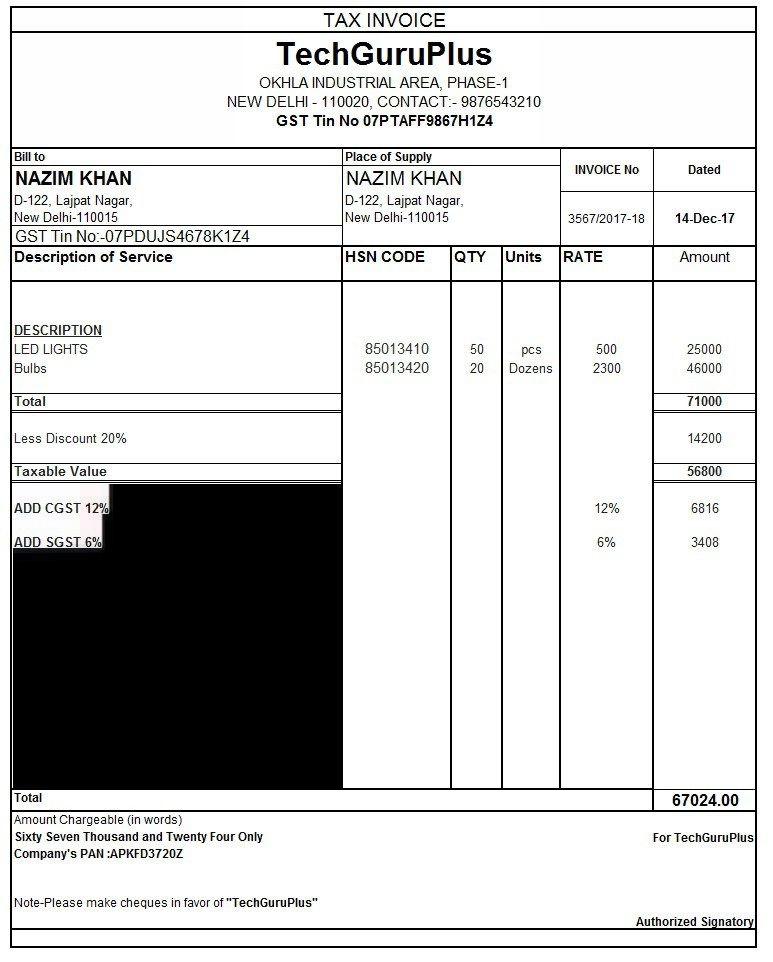 TAX INVOICE
TechGuruPlus
OKHLA INDUSTRIAL AREA, PHASE-1
NEW DELHI - 110020, CONTACT:- 9876543210
GST Tin No 07PTAFF9867H1Z4
Bill to Place of Supply INVOICE No Dated
NAZIM KHAN NAZIM KHAN
D-122, Lajpat Nagar, D-122, Lajpat Nagar,
New Delhi-110015 New Delhi-110015 3567/2017-18 14-Dec-17
GST Tin No:-07PDUJS4678K1Z4
Description of Service HSN CODE QTY Units RATE Amount
DESCRIPTION
LED LIGHTS 85013410 50 pcs 500 25000
Bulbs 85013420 20 Dozens 2300 46000
Total 71000
Less Discount 20% 14200
Taxable Value 56800
ADD CGST 12% 12% 6816
ADD SGST 6% 6% 3408
Total 67024.00
Amount Chargeable (in words)
Sixty Seven Thousand and Twenty Four Only For TechGuruPlus
Company's PAN :APKFD3720Z
Note-Please make cheques in favor of "TechGuruPlus"
Authorized Signatory